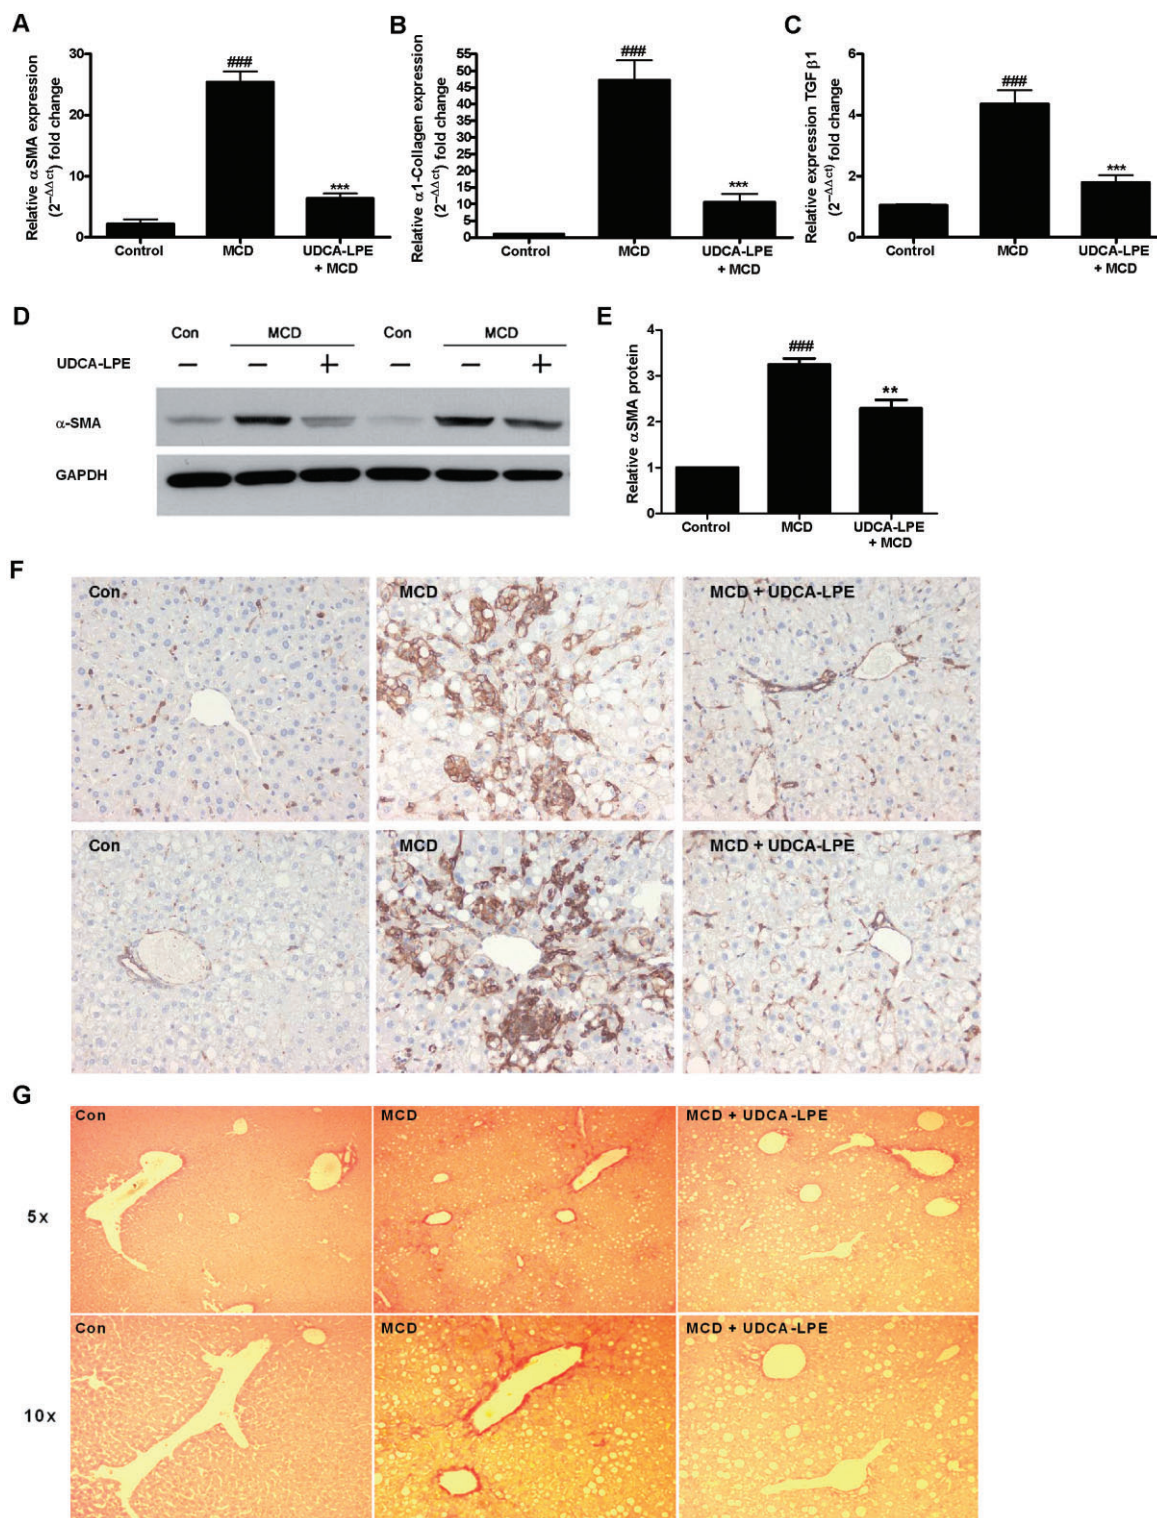 A
Relative αSMA expression
(2⁻ΔΔct) fold change
30
20
10
0
###
***
Control
MCD
UDCA-LPE
+ MCD
B
Relative α1-Collagen expression
(2⁻ΔΔct) fold change
55
50
45
40
35
30
25
20
15
10
5
0
###
***
Control
MCD
UDCA-LPE
+ MCD
C
Relative expression TGF β1
(2⁻ΔΔct) fold change
6
4
2
0
###
***
Control
MCD
UDCA-LPE
+ MCD
D
Con MCD Con MCD
UDCA-LPE − − + − − +
α-SMA
GAPDH
E
Relative αSMA protein
4
3
2
1
0
###
**
Control
MCD
UDCA-LPE
+ MCD
F
Con MCD MCD + UDCA-LPE
Con MCD MCD + UDCA-LPE
G
Con MCD MCD + UDCA-LPE
5x
Con MCD MCD + UDCA-LPE
10x